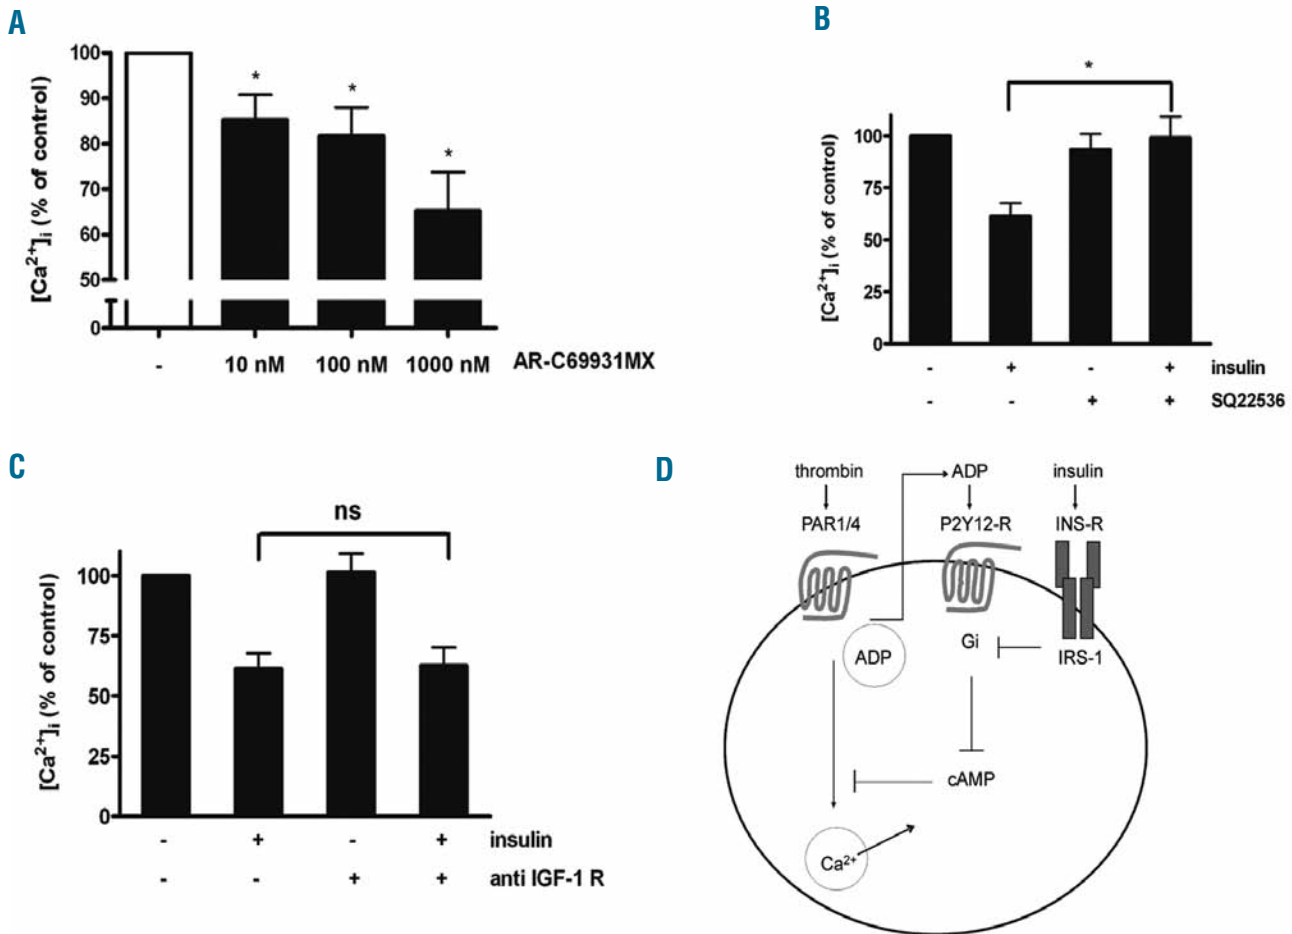 A
[Ca²⁺]ᵢ (% of control)
100
90
80
70
60
50
0
* * *
- 10 nM 100 nM 1000 nM AR-C69931MX
B
[Ca²⁺]ᵢ (% of control)
*
100
75
50
25
0
- + - + insulin
- - + + SQ22536
C
[Ca²⁺]ᵢ (% of control)
ns
100
75
50
25
0
- + - + insulin
- - + + anti IGF-1 R
D
thrombin ADP insulin
PAR1/4 P2Y12-R INS-R
Gi
ADP IRS-1
cAMP
Ca²⁺